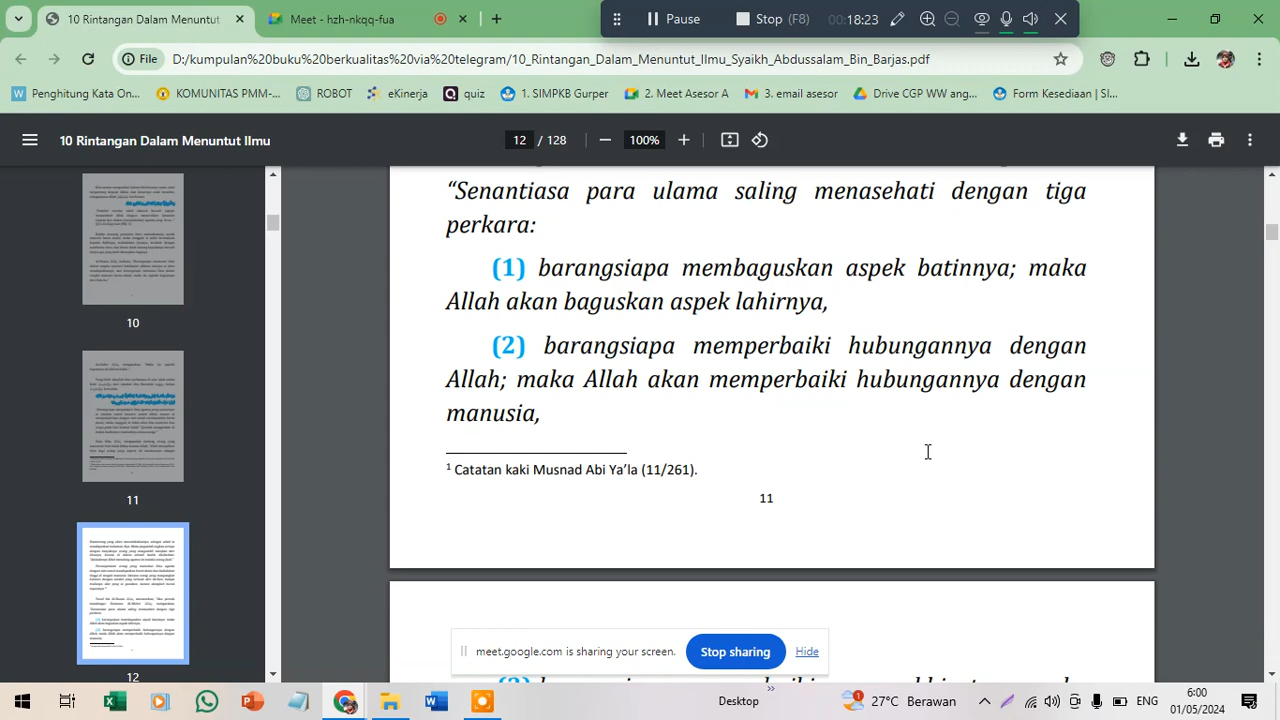 10 Rintangan Dalam Menuntut Il
Meet - hzh-nkqq-fua
Pause
Stop (F8)
00:18:23
File
D:/kumpulan%20buku%20berkualitas%20via%20telegram/10_Rintangan_Dalam_Menuntut_Ilmu_Syaikh_Abdussalam_Bin_Barjas.pdf
Penghitung Kata On...
KOMUNITAS PMM-...
ROBOT
eKinerja
quiz
1. SIMPKB Gurper
2. Meet Asesor A
3. email asesor
Drive CGP WW ang...
Form Kesediaan | Sl...
10 Rintangan Dalam Menuntut Ilmu
12 / 128
100%
10
11
12
“Senantiasa para ulama saling menasehati dengan tiga
perkara:
(1) barangsiapa membaguskan aspek batinnya; maka
Allah akan baguskan aspek lahirnya,
(2) barangsiapa memperbaiki hubungannya dengan
Allah; maka Allah akan memperbaiki hubungannya dengan
manusia.
1 Catatan kaki Musnad Abi Ya’la (11/261).
11
meet.google.com is sharing your screen.
Stop sharing
Hide
Desktop
27°C Berawan
ENG
6:00
01/05/2024